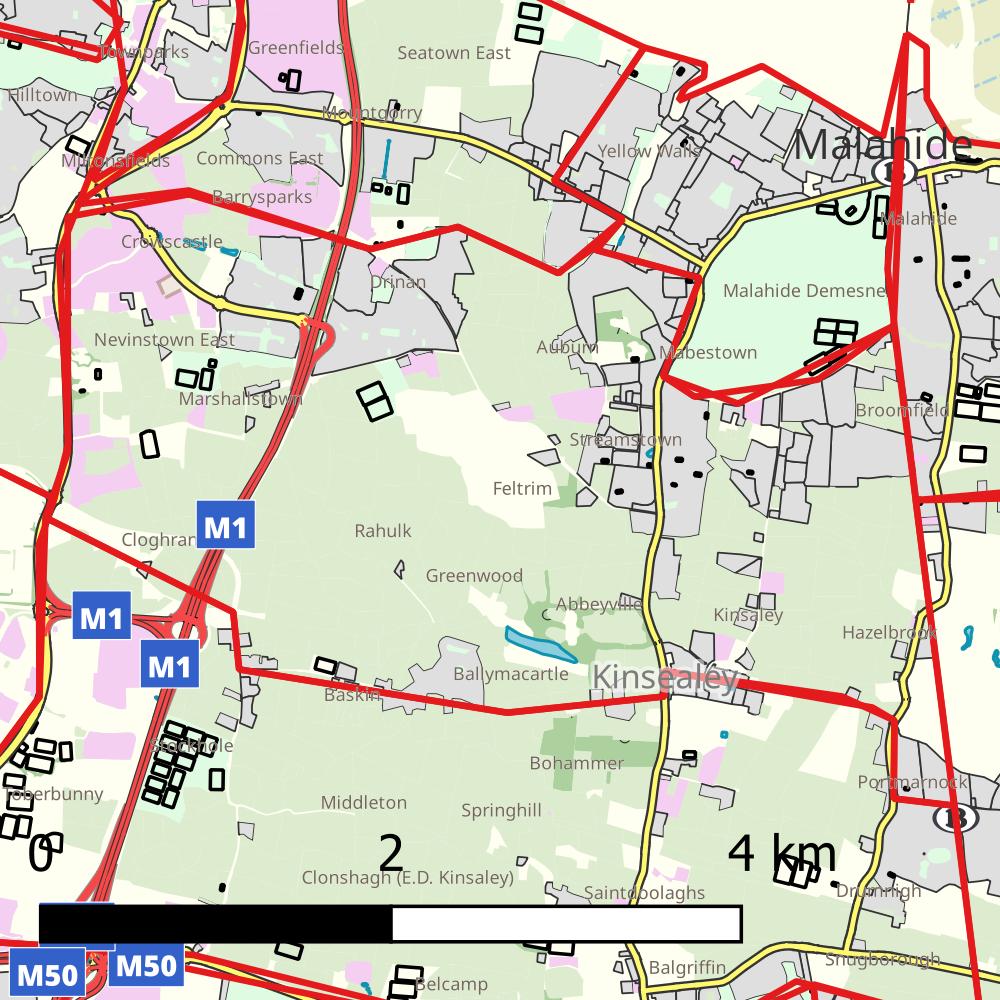 Greenfields
Townparks
Seatown East
Hilltown
Mountgorry
Malahide
Miltonsfields
Commons East
Yellow Walls
Barrysparks
Malahide
Crowscastle
Drinan
Malahide Demesne
Nevinstown East
Auburn
Mabestown
Marshallstown
Broomfield
Streamstown
Feltrim
M1
Rahulk
Cloghran
Greenwood
Abbeyville
M1
Kinsaley
Hazelbrook
M1
Ballymacartle
Kinsealey
Baskin
Stockhole
Bohammer
Portmarnock
Toberbunny
Middleton
Springhill
0
2
4 km
Clonshagh (E.D. Kinsaley)
Saintdoolaghs
Drumnigh
M50
M50
Balgriffin
Snugborough
Belcamp